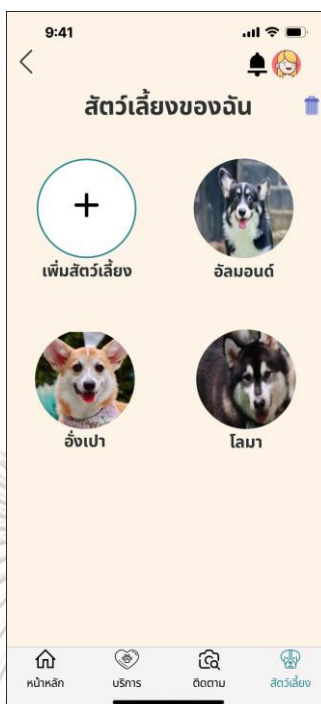 9:41
สัตว์เลี้ยงของฉัน
เพิ่มสัตว์เลี้ยง
อัลมอนด์
อั่งเปา
โลมา
หน้าหลัก
บริการ
ติดตาม
สัตว์เลี้ยง